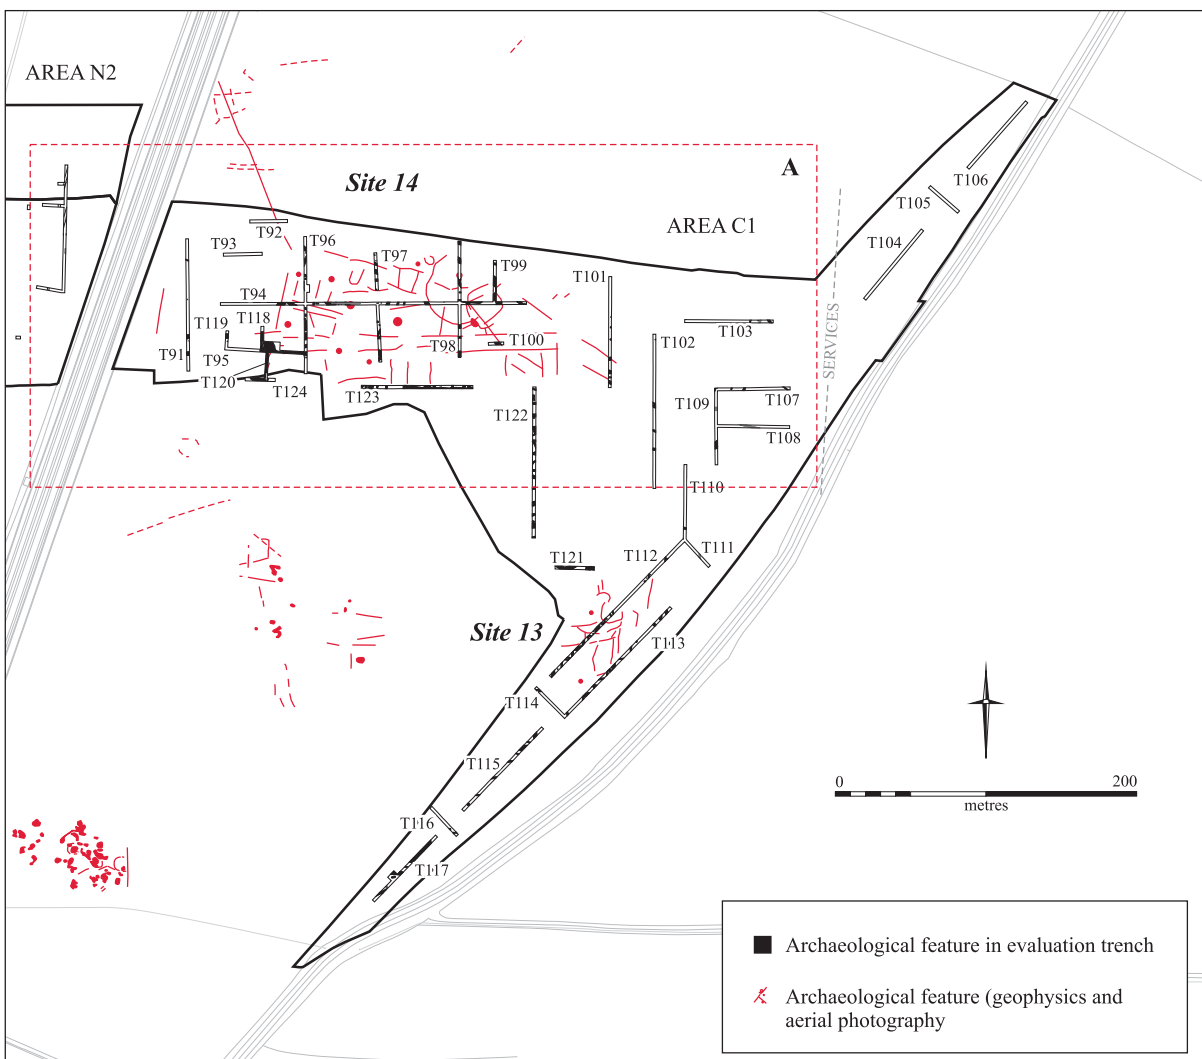 AREA N2
A
Site 14
T106
T105
AREA C1
T92
T104
T96
T93
T97
T99
T101
T94
T118
T103
T119
T102
T100
T98
T91
T95
SERVICES
T120
T124
T123
T107
T109
T122
T108
T110
T112
T111
T121
Site 13
T113
T114
T115
0
200
metres
T116
T117
Archaeological feature in evaluation trench
Archaeological feature (geophysics and
aerial photography